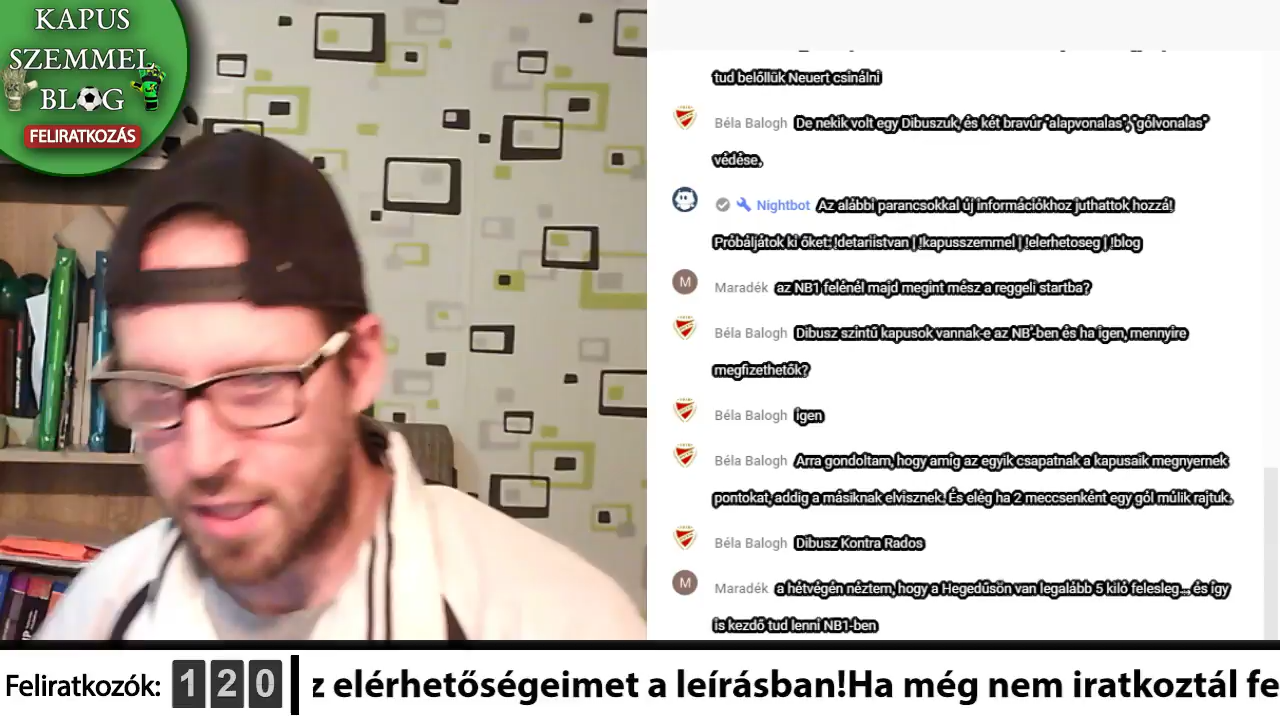 KAPUS
SZEMMEL
BLOG
FELIRATKOZÁS
tud belőllük Neuert csinálni
Béla Balogh De nekik volt egy Dibuszuk, és két bravúr "alapvonalas", "gólvonalas"
védése,
Nightbot Az alábbi parancsokkal új információkhoz juthattok hozzá!
Próbáljátok ki őket: !detariistvan | !kapusszemmel | !elerhetoseg | !blog
M Maradék az NB1 felénél majd megint mész a reggeli startba?
Béla Balogh Dibusz szintű kapusok vannak-e az NB'-ben és ha igen, mennyire
megfizethetők?
Béla Balogh igen
Béla Balogh Arra gondoltam, hogy amíg az egyik csapatnak a kapusaik megnyernek
pontokat, addig a másiknak elvisznek. És elég ha 2 meccsenként egy gól múlik rajtuk.
Béla Balogh Dibusz Kontra Rados
M Maradék a hétvégén néztem, hogy a Hegedűsön van legalább 5 kiló felesleg... és így
is kezdő tud lenni NB1-ben
Feliratkozók: 120 z elérhetőségeimet a leírásban!Ha még nem iratkoztál fe